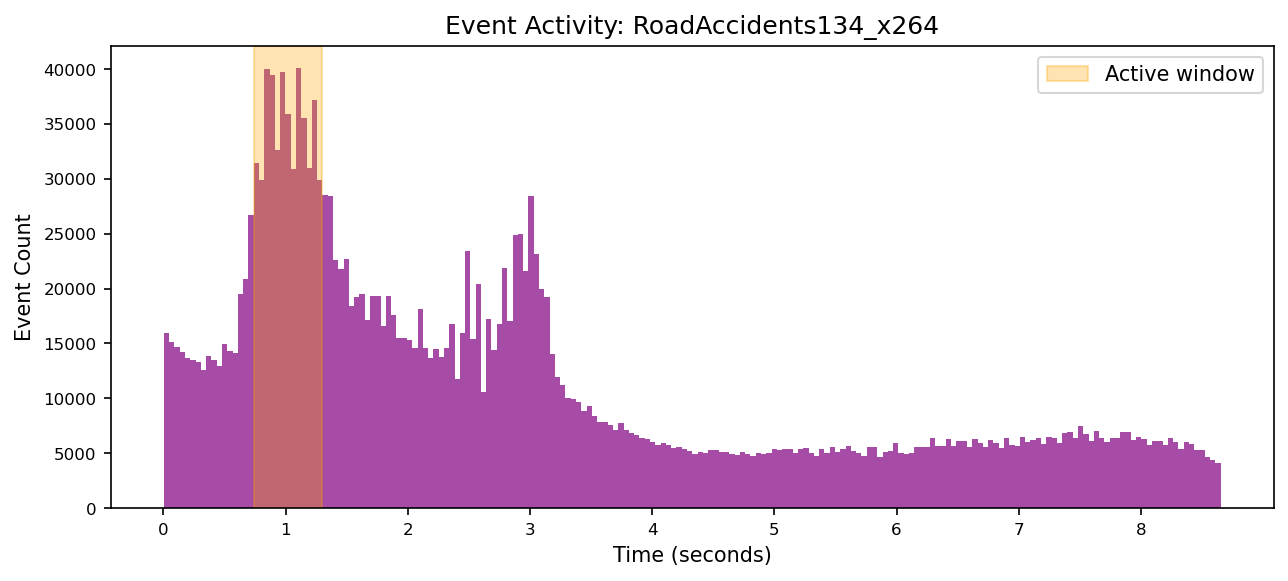 Event Activity: RoadAccidents134_x264
Active window
40000
35000
30000
25000
20000
15000
10000
5000
0
Event Count
0 1 2 3 4 5 6 7 8
Time (seconds)